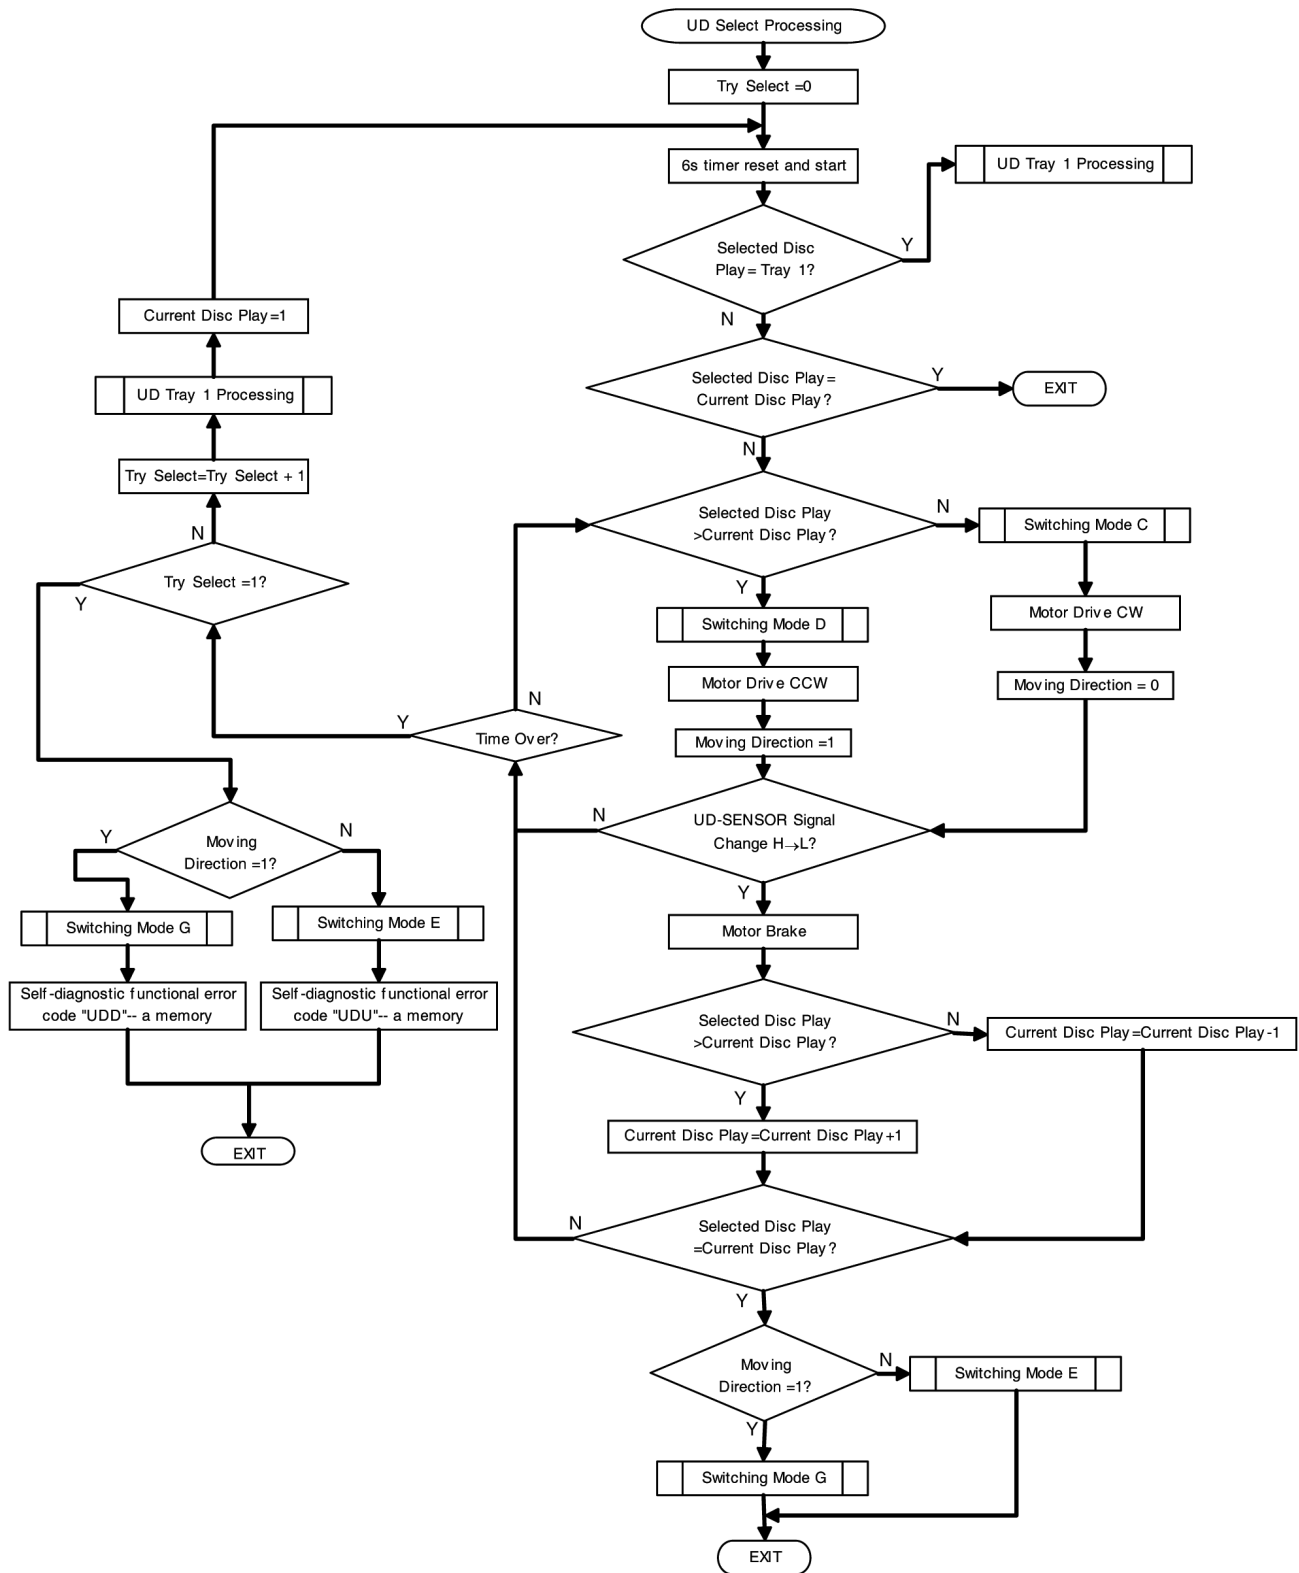 UD Select Processing
Try Select =0
6s timer reset and start
UD Tray 1 Processing
Selected Disc
Play= Tray 1?
Y
N
Selected Disc Play=
Current Disc Play?
Y
EXIT
N
Selected Disc Play
>Current Disc Play?
N
Switching Mode C
Motor Drive CW
Moving Direction = 0
Y
Switching Mode D
Motor Drive CCW
Moving Direction =1
UD-SENSOR Signal
Change H→L?
N
Y
Motor Brake
Selected Disc Play
>Current Disc Play?
N
Current Disc Play=Current Disc Play-1
Y
Current Disc Play=Current Disc Play+1
Selected Disc Play
=Current Disc Play?
N
Y
Moving
Direction =1?
N
Switching Mode E
Y
Switching Mode G
EXIT
Time Over?
N
Y
Current Disc Play=1
UD Tray 1 Processing
Try Select=Try Select + 1
N
Try Select =1?
Y
Moving
Direction =1?
Y
N
Switching Mode G
Switching Mode E
Self-diagnostic functional error
code "UDD"-- a memory
Self-diagnostic functional error
code "UDU"-- a memory
EXIT